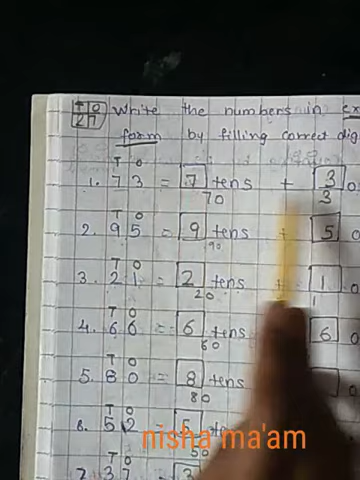 T O
2 7
Write the numbers in
form by filling correct
T O
1. 7 3 = 7 tens + 3
70 3
T O
2. 9 5 = 9 tens + 5
90
T O
3. 2 1 = 2 tens + 1
20 1
T O
4. 6 6 = 6 tens 6
60
T O
5. 8 0 = 8 tens
80
T O
6. 5 2 = 5
50
T O
7. 3 7 = 3
nisha ma'am